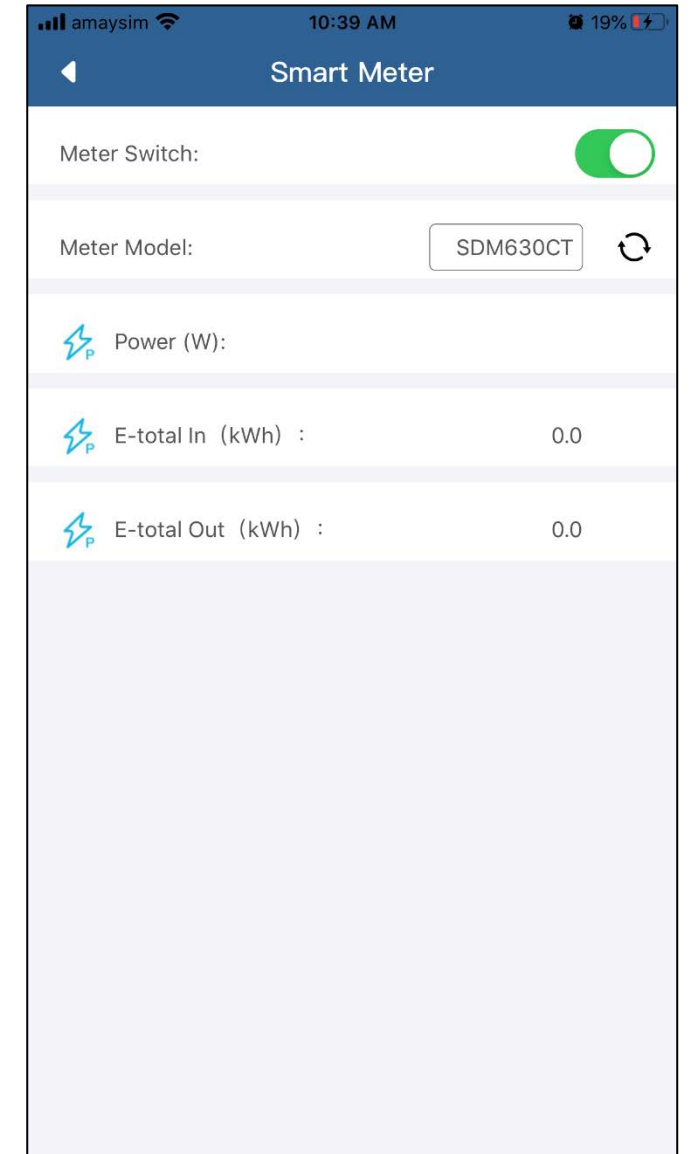 amaysim 10:39 AM 19%
Smart Meter
Meter Switch:
Meter Model: SDM630CT
P Power (W):
P E-total In（kWh）: 0.0
P E-total Out（kWh）: 0.0